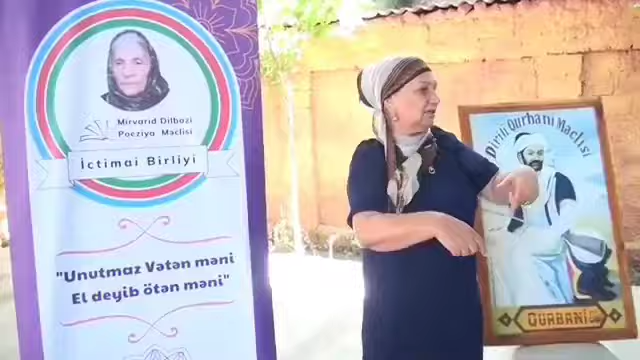 Mirvarid Dilbazi
Poeziya Məclisi
İctimai Birliyi
"Unutmaz Vətən məni
El deyib ötən məni"
Dirili Qurbani Məclisi
QURBANİ